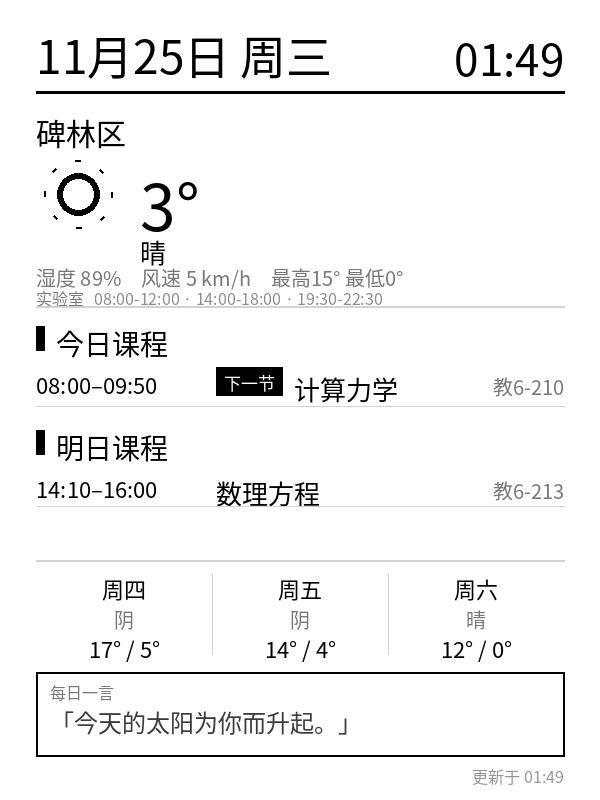 11月25日 周三 01:49
碑林区
3°
晴
湿度 89% 风速 5 km/h 最高15° 最低0°
实验室 08:00-12:00 · 14:00-18:00 · 19:30-22:30
今日课程
08:00–09:50 下一节 计算力学 教6-210
明日课程
14:10–16:00 数理方程 教6-213
周四 周五 周六
阴 阴 晴
17° / 5° 14° / 4° 12° / 0°
每日一言
「今天的太阳为你而升起。」
更新于 01:49